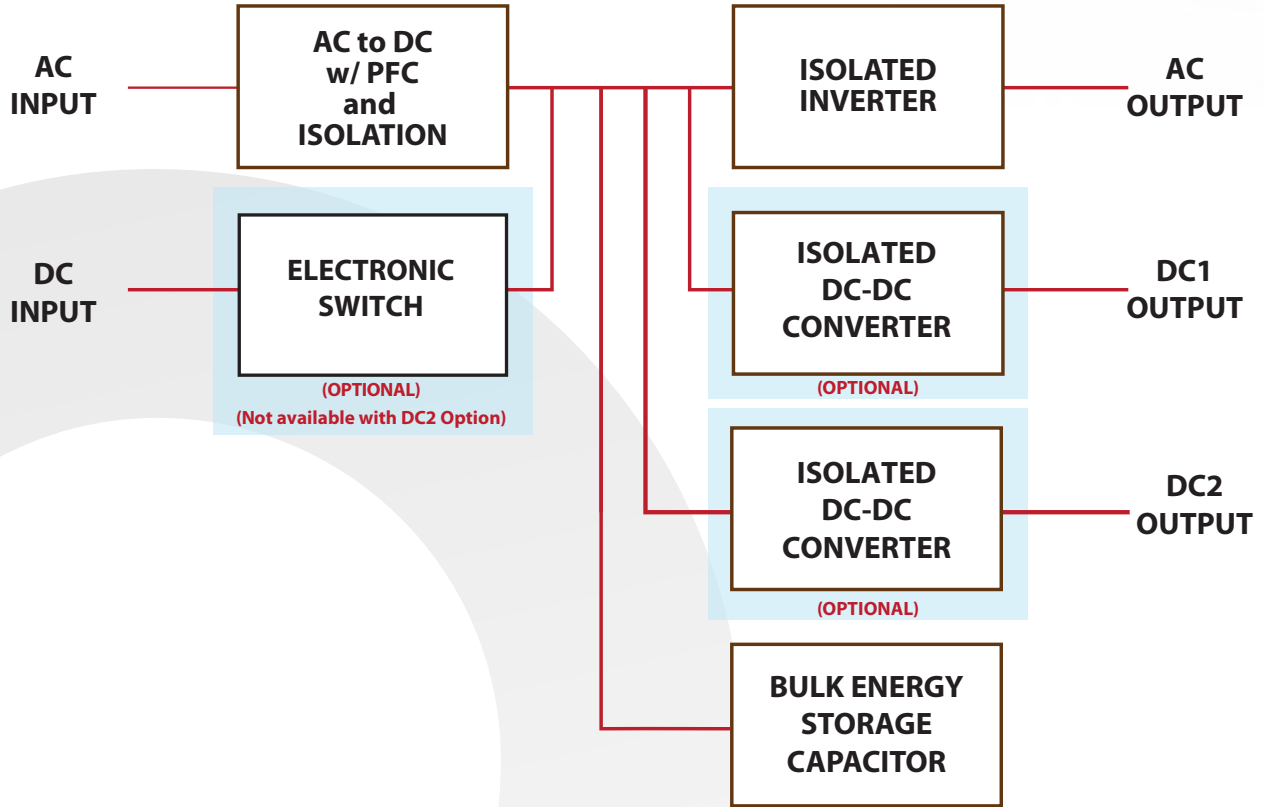 AC
INPUT
AC to DC
w/ PFC
and
ISOLATION
ISOLATED
INVERTER
AC
OUTPUT
DC
INPUT
ELECTRONIC
SWITCH
(OPTIONAL)
(Not available with DC2 Option)
ISOLATED
DC-DC
CONVERTER
(OPTIONAL)
DC1
OUTPUT
ISOLATED
DC-DC
CONVERTER
(OPTIONAL)
DC2
OUTPUT
BULK ENERGY
STORAGE
CAPACITOR